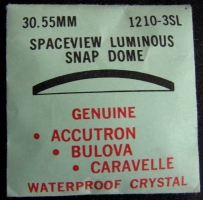 30.55MM 1210-3SL
SPACEVIEW LUMINOUS
SNAP DOME
GENUINE
• ACCUTRON
• BULOVA
• CARAVELLE
WATERPROOF CRYSTAL